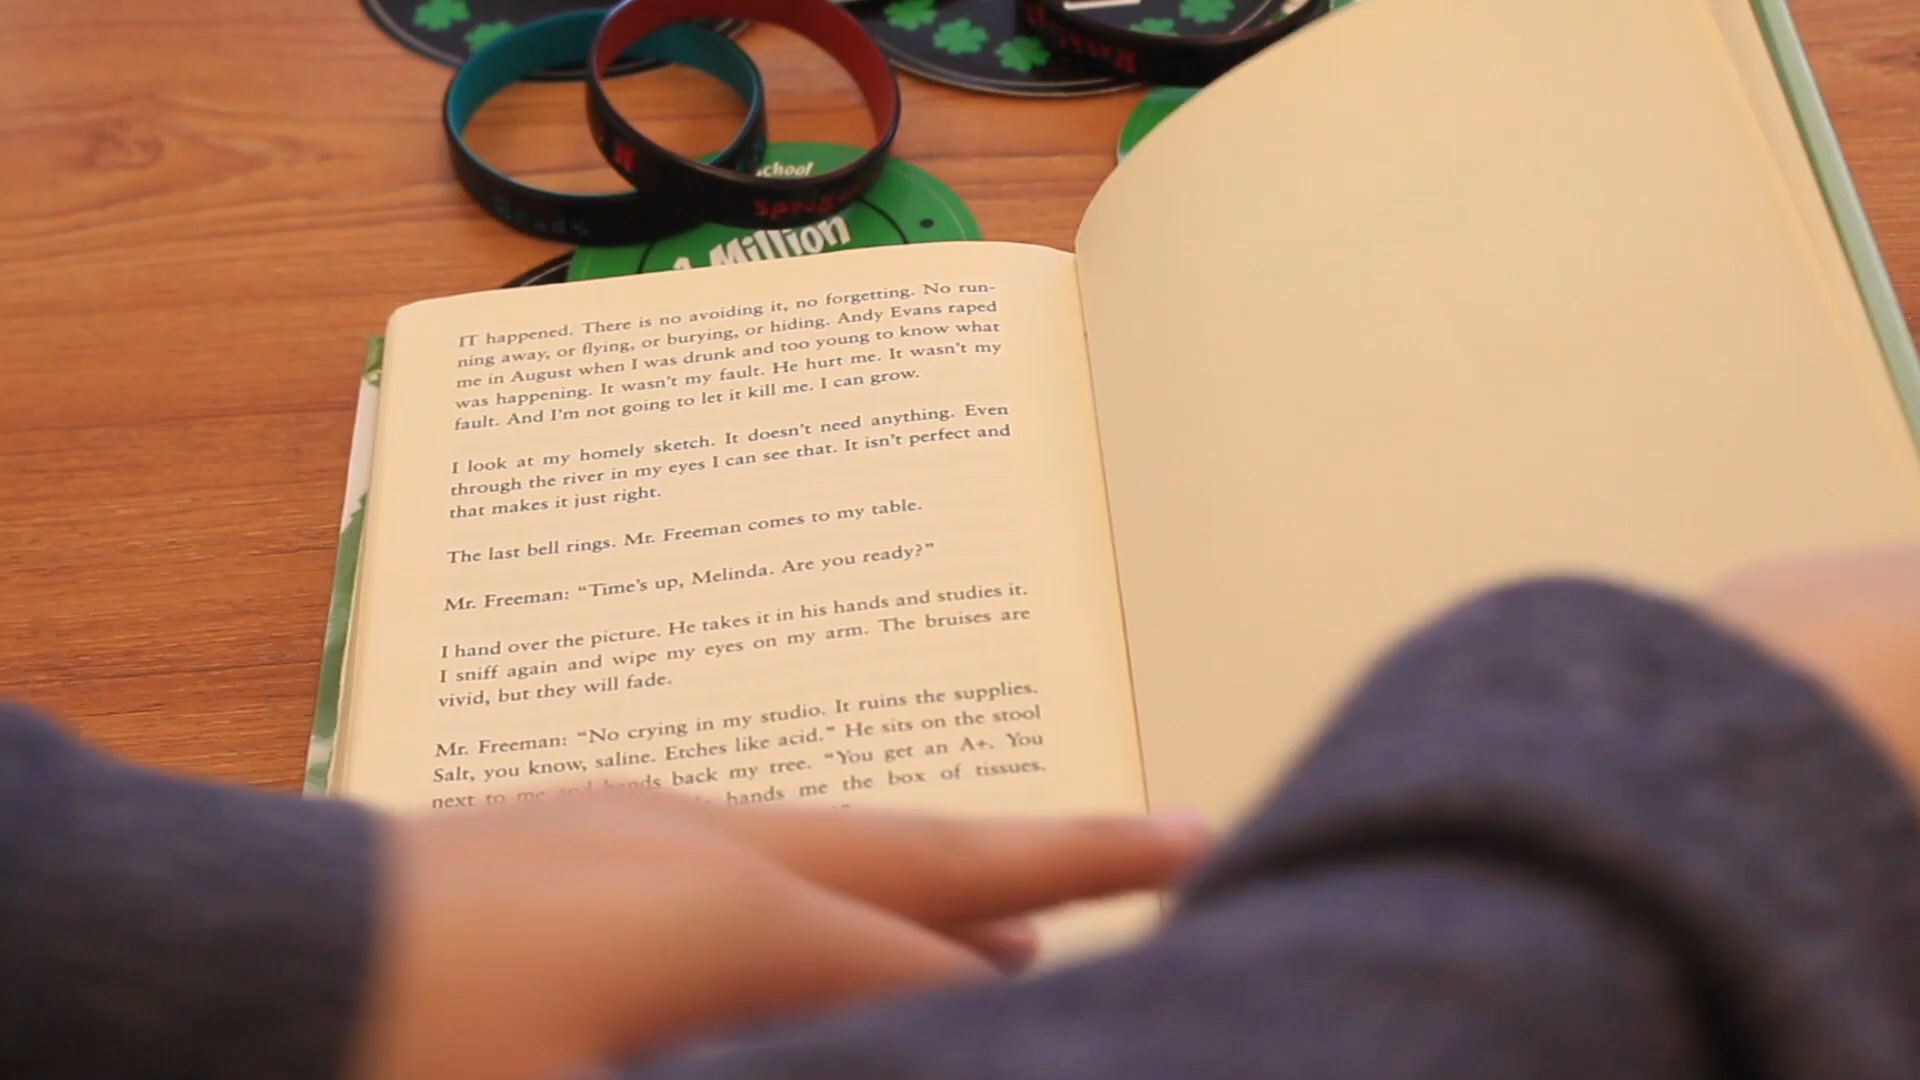 chool
1 Million
IT happened. There is no avoiding it, no forgetting. No run-
ning away, or flying, or burying, or hiding. Andy Evans raped
me in August when I was drunk and too young to know what
was happening. It wasn't my fault. He hurt me. It wasn't my
fault. And I'm not going to let it kill me. I can grow.
I look at my homely sketch. It doesn't need anything. Even
through the river in my eyes I can see that. It isn't perfect and
that makes it just right.
The last bell rings. Mr. Freeman comes to my table.
Mr. Freeman: “Time's up, Melinda. Are you ready?”
I hand over the picture. He takes it in his hands and studies it.
I sniff again and wipe my eyes on my arm. The bruises are
vivid, but they will fade.
Mr. Freeman: “No crying in my studio. It ruins the supplies.
Salt, you know, saline. Etches like acid.” He sits on the stool
next to me and hands back my tree. “You get an A+. You
hands me the box of tissues.